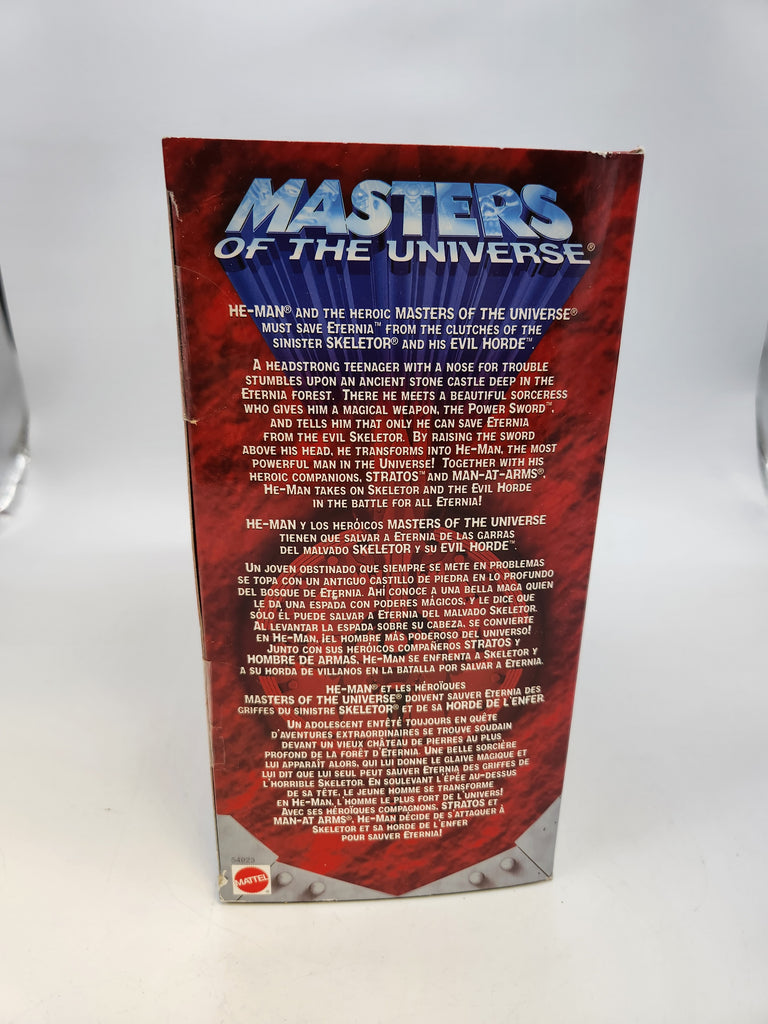 MASTERS
OF THE UNIVERSE®
HE-MAN® AND THE HEROIC MASTERS OF THE UNIVERSE®
MUST SAVE ETERNIA™ FROM THE CLUTCHES OF THE
SINISTER SKELETOR® AND HIS EVIL HORDE™.
A HEADSTRONG TEENAGER WITH A NOSE FOR TROUBLE
STUMBLES UPON AN ANCIENT STONE CASTLE DEEP IN THE
ETERNIA FOREST. THERE HE MEETS A BEAUTIFUL SORCERESS
WHO GIVES HIM A MAGICAL WEAPON, THE POWER SWORD™,
AND TELLS HIM THAT ONLY HE CAN SAVE ETERNIA
FROM THE EVIL SKELETOR. BY RAISING THE SWORD
ABOVE HIS HEAD, HE TRANSFORMS INTO HE-MAN, THE MOST
POWERFUL MAN IN THE UNIVERSE! TOGETHER WITH HIS
HEROIC COMPANIONS, STRATOS™ AND MAN-AT-ARMS®,
HE-MAN TAKES ON SKELETOR AND THE EVIL HORDE
IN THE BATTLE FOR ALL ETERNIA!
HE-MAN Y LOS HERÓICOS MASTERS OF THE UNIVERSE
TIENEN QUE SALVAR A ETERNIA DE LAS GARRAS
DEL MALVADO SKELETOR Y SU EVIL HORDE™.
UN JOVEN OBSTINADO QUE SIEMPRE SE METE EN PROBLEMAS
SE TOPA CON UN ANTIGUO CASTILLO DE PIEDRA EN LO PROFUNDO
DEL BOSQUE DE ETERNIA. AHÍ CONOCE A UNA BELLA MAGA QUIEN
LE DA UNA ESPADA CON PODERES MÁGICOS, Y LE DICE QUE
SÓLO ÉL PUEDE SALVAR A ETERNIA DEL MALVADO SKELETOR.
AL LEVANTAR LA ESPADA SOBRE SU CABEZA, SE CONVIERTE
EN HE-MAN, ¡EL HOMBRE MÁS PODEROSO DEL UNIVERSO!
JUNTO CON SUS HERÓICOS COMPAÑEROS STRATOS Y
HOMBRE DE ARMAS, HE-MAN SE ENFRENTA A SKELETOR Y
A SU HORDA DE VILLANOS EN LA BATALLA POR SALVAR A ETERNIA.
HE-MAN® ET LES HÉROÏQUES
MASTERS OF THE UNIVERSE® DOIVENT SAUVER ETERNIA DES
GRIFFES DU SINISTRE SKELETOR® ET DE SA HORDE DE L'ENFER.
UN ADOLESCENT ENTÊTÉ TOUJOURS EN QUÊTE
D'AVENTURES EXTRAORDINAIRES SE TROUVE SOUDAIN
DEVANT UN VIEUX CHÂTEAU DE PIERRES AU PLUS
PROFOND DE LA FORÊT D'ETERNIA. UNE BELLE SORCIÈRE
LUI APPARAÎT ALORS, QUI LUI DONNE LE GLAIVE MAGIQUE ET
LUI DIT QUE LUI SEUL PEUT SAUVER ETERNIA DES GRIFFES DE
L'HORRIBLE SKELETOR. EN SOULEVANT L'ÉPÉE AU-DESSUS
DE SA TÊTE, LE JEUNE HOMME SE TRANSFORME
EN HE-MAN, L'HOMME LE PLUS FORT DE L'UNIVERS!
AVEC SES HÉROÏQUES COMPAGNONS, STRATOS ET
MAN-AT ARMS®, HE-MAN DÉCIDE DE S'ATTAQUER À
SKELETOR ET SA HORDE DE L'ENFER
POUR SAUVER ETERNIA!
54923
MATTEL